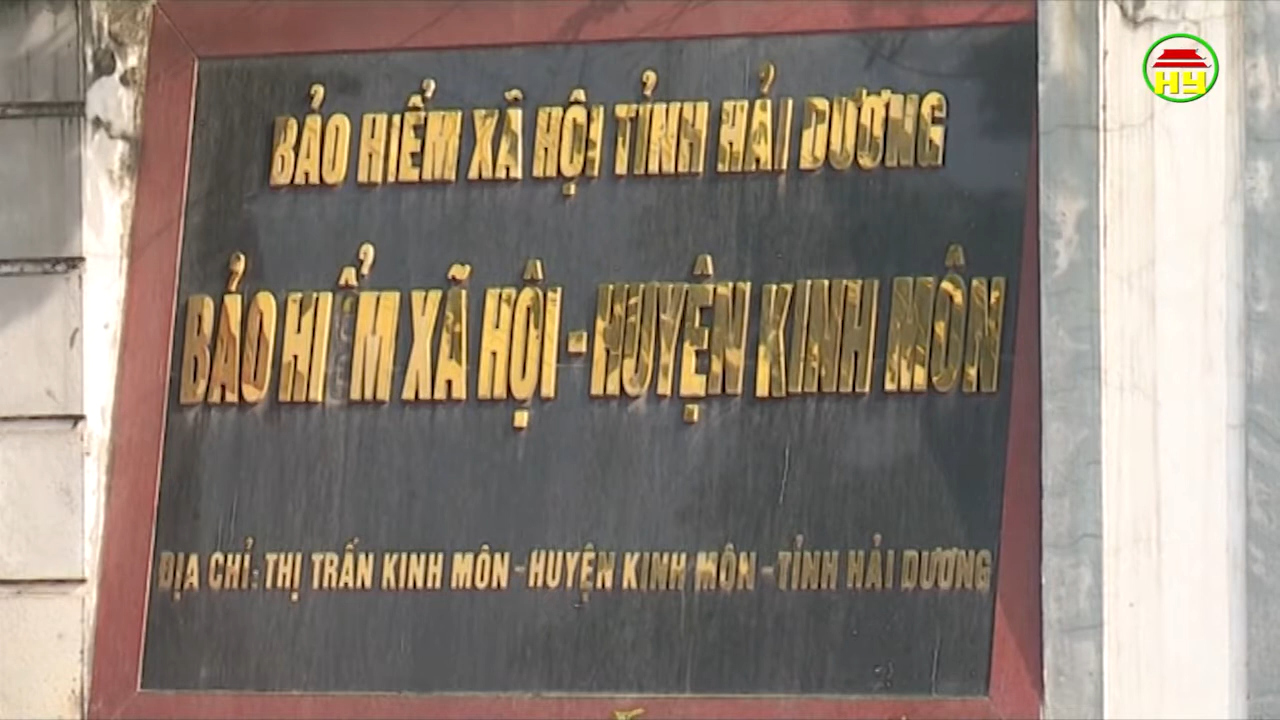 HY
BẢO HIỂM XÃ HỘI TỈNH HẢI DƯƠNG
BẢO HIỂM XÃ HỘI - HUYỆN KINH MÔN
ĐỊA CHỈ: THỊ TRẤN KINH MÔN - HUYỆN KINH MÔN - TỈNH HẢI DƯƠNG